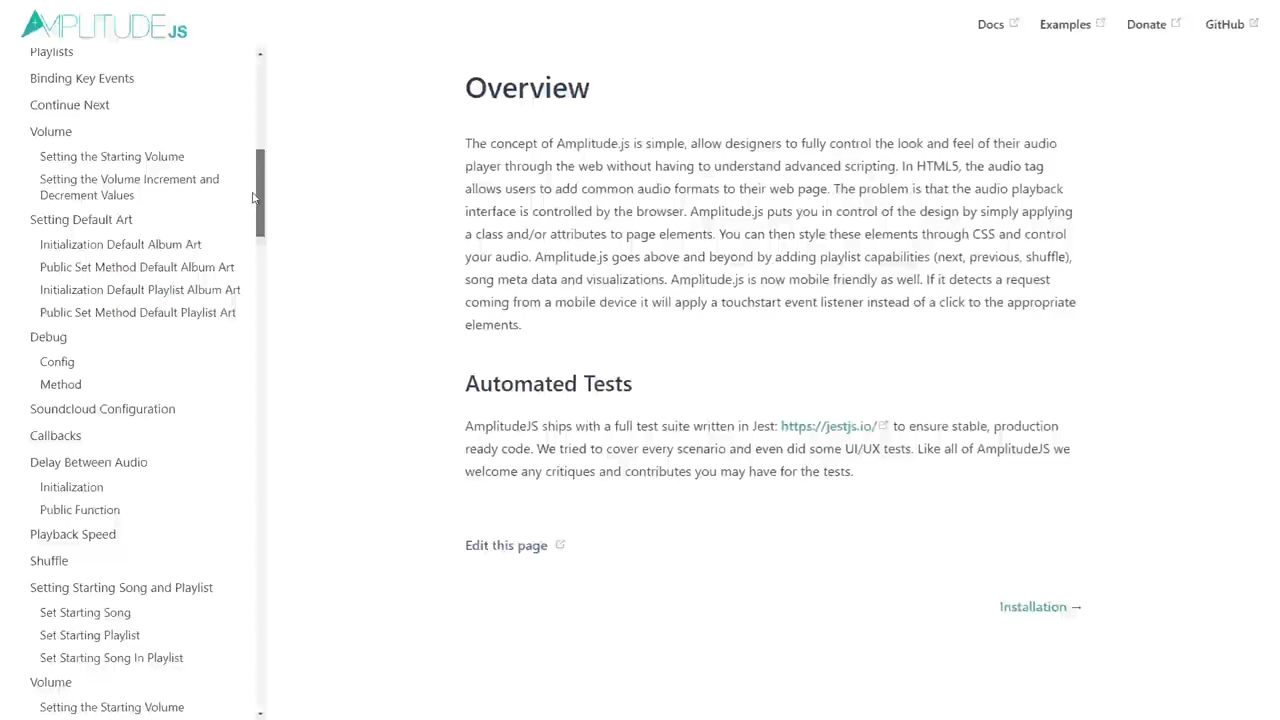 AMPLITUDE JS
Docs
Examples
Donate
GitHub
Playlists
Binding Key Events
Continue Next
Volume
Setting the Starting Volume
Setting the Volume Increment and
Decrement Values
Setting Default Art
Initialization Default Album Art
Public Set Method Default Album Art
Initialization Default Playlist Album Art
Public Set Method Default Playlist Art
Debug
Config
Method
Soundcloud Configuration
Callbacks
Delay Between Audio
Initialization
Public Function
Playback Speed
Shuffle
Setting Starting Song and Playlist
Set Starting Song
Set Starting Playlist
Set Starting Song In Playlist
Volume
Setting the Starting Volume
Overview
The concept of Amplitude.js is simple, allow designers to fully control the look and feel of their audio
player through the web without having to understand advanced scripting. In HTML5, the audio tag
allows users to add common audio formats to their web page. The problem is that the audio playback
interface is controlled by the browser. Amplitude.js puts you in control of the design by simply applying
a class and/or attributes to page elements. You can then style these elements through CSS and control
your audio. Amplitude.js goes above and beyond by adding playlist capabilities (next, previous, shuffle),
song meta data and visualizations. Amplitude.js is now mobile friendly as well. If it detects a request
coming from a mobile device it will apply a touchstart event listener instead of a click to the appropriate
elements.
Automated Tests
AmplitudeJS ships with a full test suite written in Jest: https://jestjs.io/ to ensure stable, production
ready code. We tried to cover every scenario and even did some UI/UX tests. Like all of AmplitudeJS we
welcome any critiques and contributes you may have for the tests.
Edit this page
Installation →